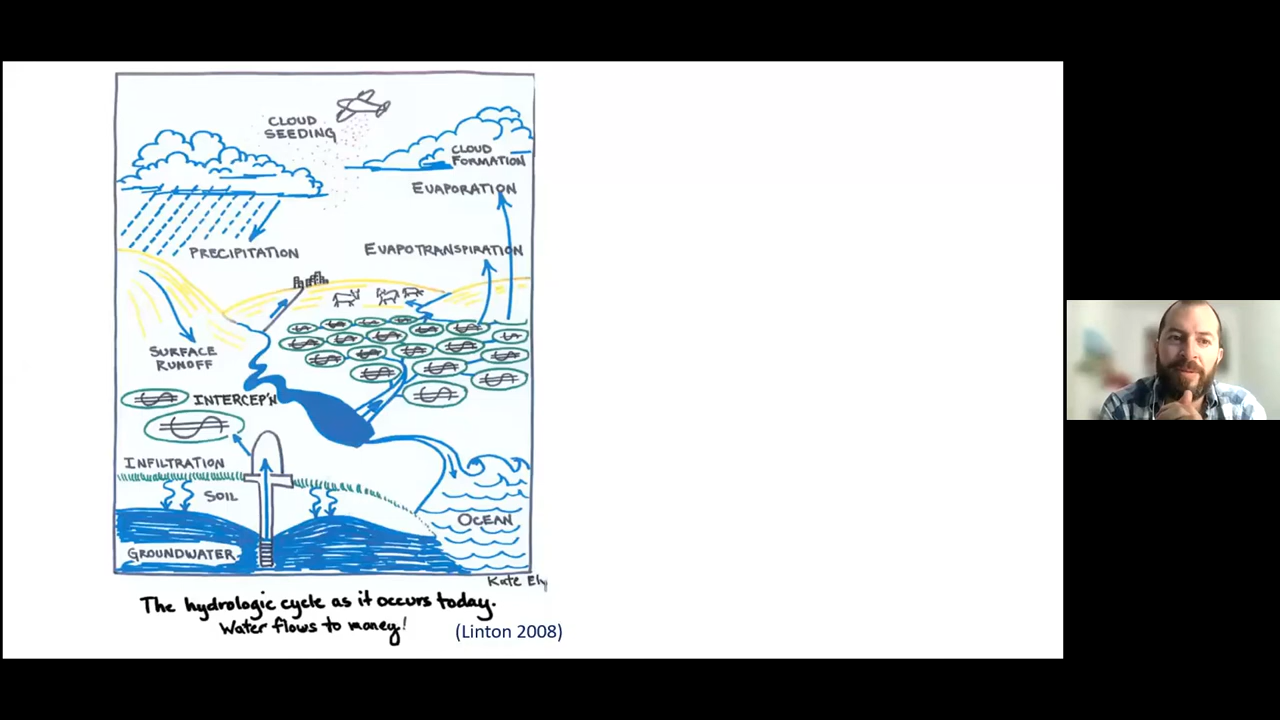 CLOUD
SEEDING
CLOUD
FORMATION
EVAPORATION
PRECIPITATION
EVAPOTRANSPIRATION
SURFACE
RUNOFF
INTERCEP'N
INFILTRATION
SOIL
OCEAN
GROUNDWATER
Kate Ely
The hydrologic cycle as it occurs today.
Water flows to money!
(Linton 2008)